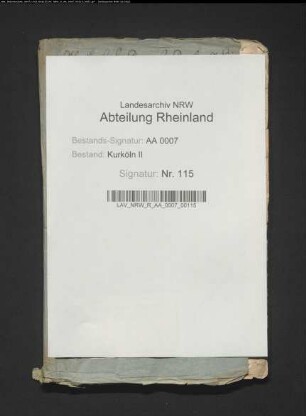 Landesarchiv NRW
Abteilung Rheinland
Bestands-Signatur: AA 0007
Bestand: Kurköln II
Signatur: Nr. 115
LAV_NRW_R_AA_0007_00115